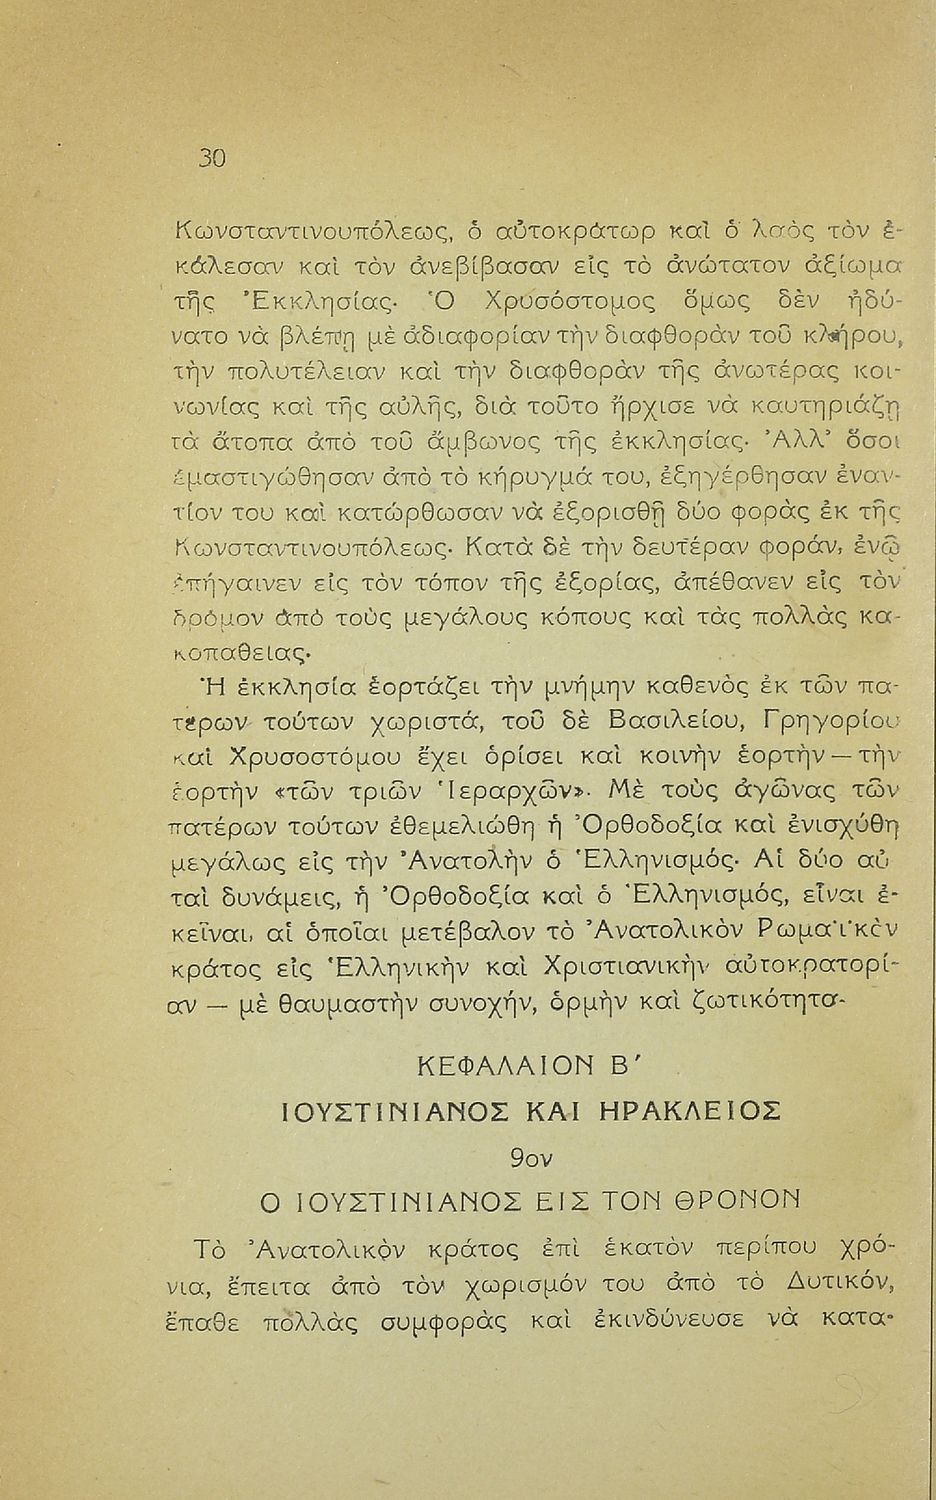 30
Κωνσταντινουπόλεως, ὁ αὐτοκράτωρ καὶ ὁ λαὸς τὸν ἐ-
κάλεσαν καὶ τὸν ἀνεβίβασαν εἰς τὸ ἀνώτατον ἀξίωμα
τῆς Ἐκκλησίας· Ὁ Χρυσόστομος ὅμως δὲν ἠδύ-
νατο νὰ βλέπῃ μὲ ἀδιαφορίαν τὴν διαφθορὰν τοῦ κλήρου,
τὴν πολυτέλειαν καὶ τὴν διαφθορὰν τῆς ἀνωτέρας κοι-
νωνίας καὶ τῆς αὐλῆς, διὰ τοῦτο ἤρχισε νὰ καυτηριάζῃ
τὰ ἄτοπα ἀπὸ τοῦ ἄμβωνος τῆς ἐκκλησίας· Ἀλλ' ὅσοι
ἐμαστιγώθησαν ἀπὸ τὸ κήρυγμά του, ἐξηγέρθησαν ἐναν-
τίον του καὶ κατώρθωσαν νὰ ἐξορισθῇ δύο φορὰς ἐκ τῆς
Κωνσταντινουπόλεως· Κατὰ δὲ τὴν δευτέραν φοράν, ἐνῷ
ἐπήγαινεν εἰς τὸν τόπον τῆς ἐξορίας, ἀπέθανεν εἰς τὸν
δρόμον ἀπὸ τοὺς μεγάλους κόπους καὶ τὰς πολλὰς κα-
κοπαθείας·
Ἡ ἐκκλησία ἑορτάζει τὴν μνήμην καθενὸς ἐκ τῶν πα-
τέρων τούτων χωριστά, τοῦ δὲ Βασιλείου, Γρηγορίου
καὶ Χρυσοστόμου ἔχει ὁρίσει καὶ κοινὴν ἑορτὴν — τὴν
ἑορτὴν «τῶν τριῶν Ἱεραρχῶν». Μὲ τοὺς ἀγῶνας τῶν
πατέρων τούτων ἐθεμελιώθη ἡ Ὀρθοδοξία καὶ ἐνισχύθη
μεγάλως εἰς τὴν Ἀνατολὴν ὁ Ἑλληνισμός· Αἱ δύο αὐ
ταὶ δυνάμεις, ἡ Ὀρθοδοξία καὶ ὁ Ἑλληνισμός, εἶναι ἐ-
κεῖναι, αἱ ὁποῖαι μετέβαλον τὸ Ἀνατολικὸν Ρωμαϊκὸν
κράτος εἰς Ἑλληνικὴν καὶ Χριστιανικὴν αὐτοκρατορί-
αν — μὲ θαυμαστὴν συνοχήν, ὁρμὴν καὶ ζωτικότητα·
ΚΕΦΑΛΑΙΟΝ Β'
ΙΟΥΣΤΙΝΙΑΝΟΣ ΚΑΙ ΗΡΑΚΛΕΙΟΣ
9ον
Ο ΙΟΥΣΤΙΝΙΑΝΟΣ ΕΙΣ ΤΟΝ ΘΡΟΝΟΝ
Τὸ Ἀνατολικὸν κράτος ἐπὶ ἑκατὸν περίπου χρό-
νια, ἔπειτα ἀπὸ τὸν χωρισμόν του ἀπὸ τὸ Δυτικόν,
ἔπαθε πολλὰς συμφορὰς καὶ ἐκινδύνευσε νὰ κατα-